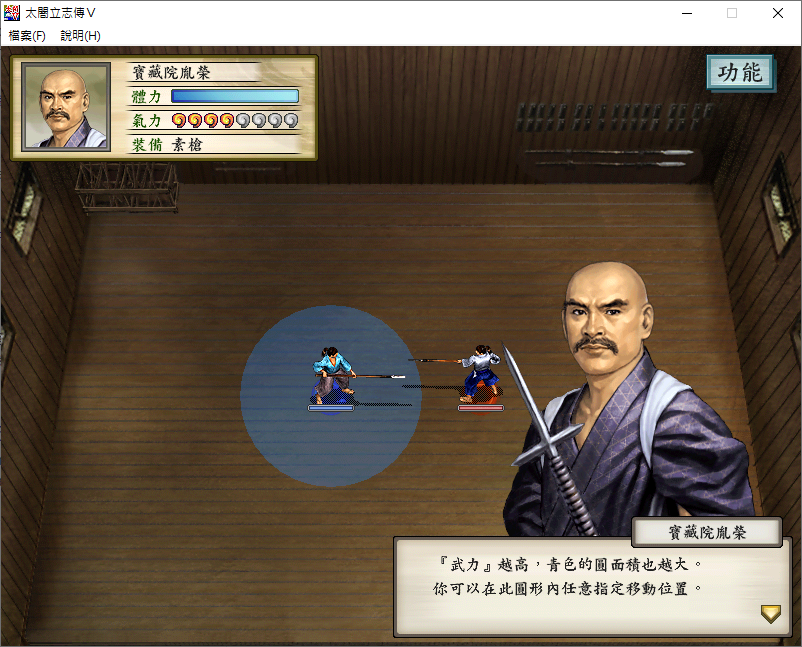 太閤立志傳Ⅴ
檔案(F) 說明(H)
寶藏院胤榮
體力
氣力
裝備 素槍
功能
寶藏院胤榮
『武力』越高，青色的圓面積也越大。
你可以在此圓形內任意指定移動位置。